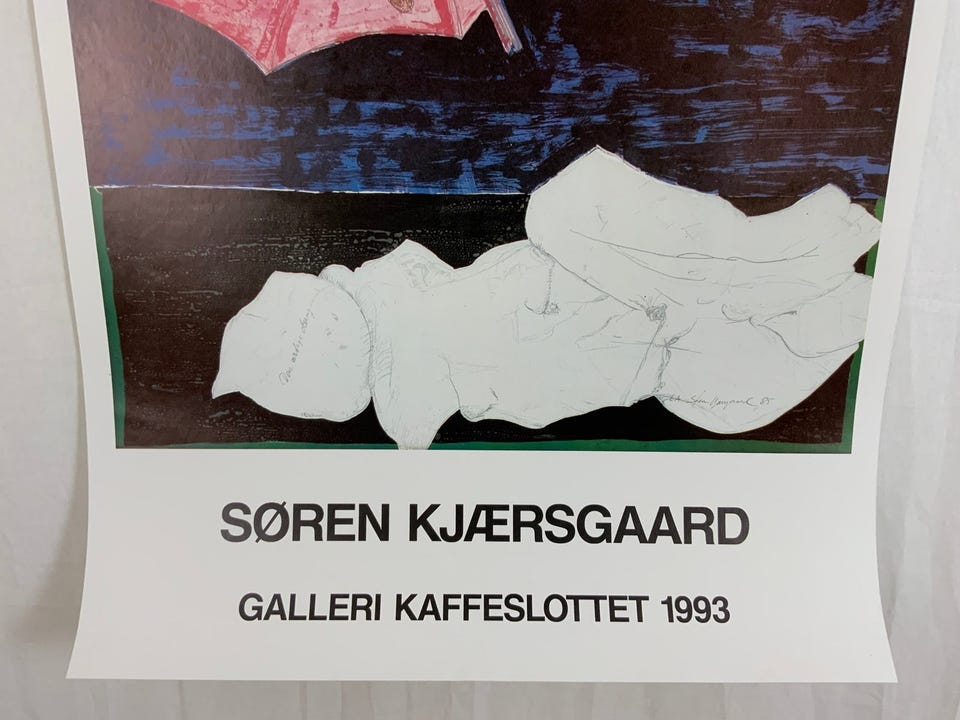 SØREN KJÆRSGAARD
GALLERI KAFFESLOTTET 1993